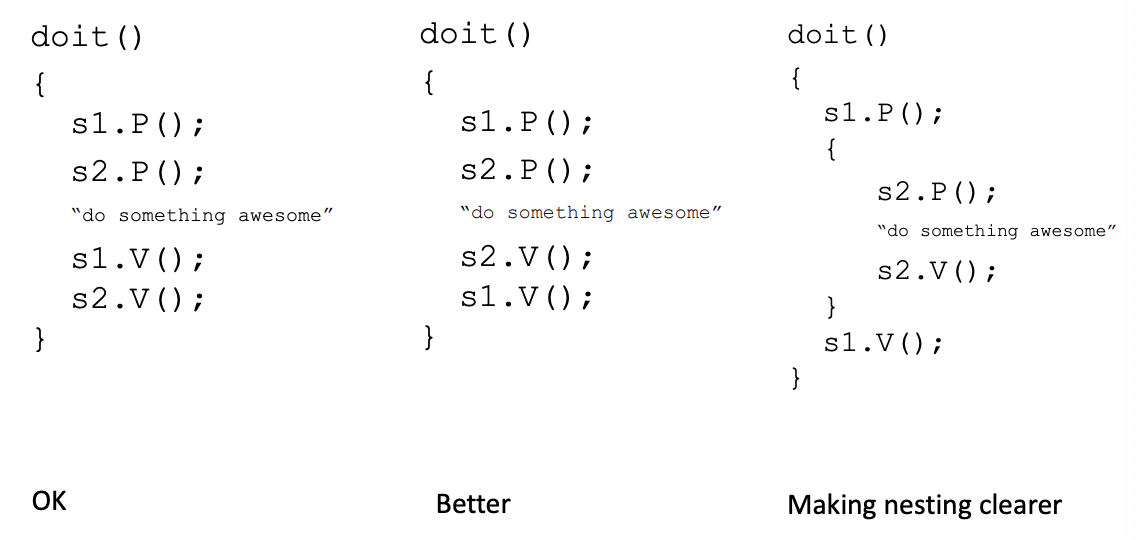 doit()
{
s1.P();
s2.P();
“do something awesome”
s1.V();
s2.V();
}
OK
doit()
{
s1.P();
s2.P();
“do something awesome”
s2.V();
s1.V();
}
Better
doit()
{
s1.P();
{
s2.P();
“do something awesome”
s2.V();
}
s1.V();
}
Making nesting clearer